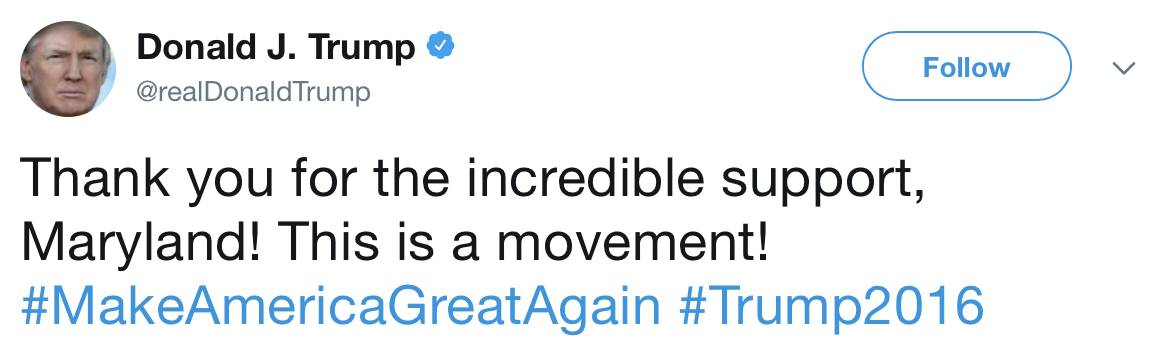 Donald J. Trump
@realDonaldTrump
Follow
Thank you for the incredible support,
Maryland! This is a movement!
#MakeAmericaGreatAgain #Trump2016